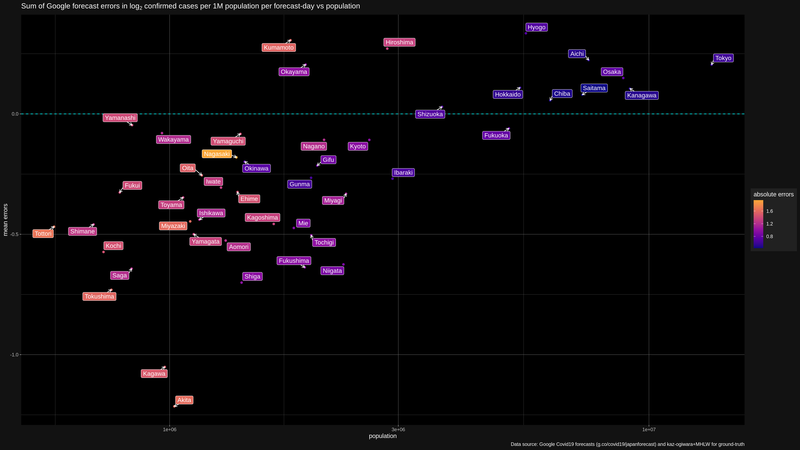 Sum of Google forecast errors in log2 confirmed cases per 1M population per forecast-day vs population
Hyogo
Hiroshima
Kumamoto
Aichi
Tokyo
Okayama
Osaka
Saitama
Hokkaido
Chiba
Kanagawa
0.0
Yamanashi
Shizuoka
Fukuoka
Wakayama
Yamaguchi
Nagano
Kyoto
Nagasaki
Gifu
Oita
Okinawa
Ibaraki
Iwate
Gunma
Fukui
absolute errors
Toyama
Ehime
Miyagi
1.6
Ishikawa
1.2
Kagoshima
0.8
mean errors
Miyazaki
Mie
Tottori
Shimane
-0.5
Yamagata
Tochigi
Kochi
Aomori
Fukushima
Saga
Shiga
Niigata
Tokushima
-1.0
Kagawa
Akita
1e+06
3e+06
1e+07
population
Data source: Google Covid19 forecasts (g.co/covid19/japanforecast) and kaz-ogiwara+MHLW for ground-truth